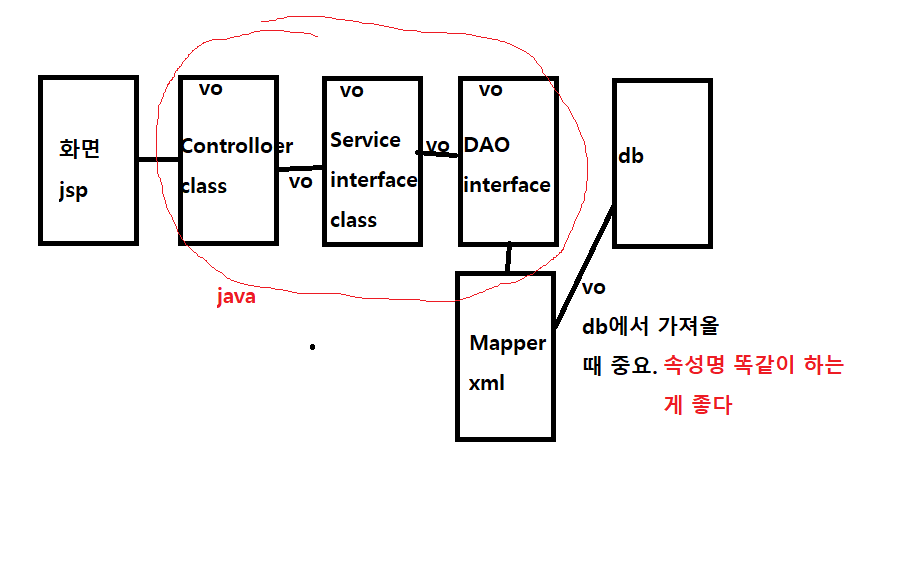 화면
jsp
vo
Controlloer
class
vo
vo
Service
interface
class
vo
vo
DAO
interface
db
java
Mapper
xml
vo
db에서 가져올
때 중요. 속성명 똑같이 하는
게 좋다